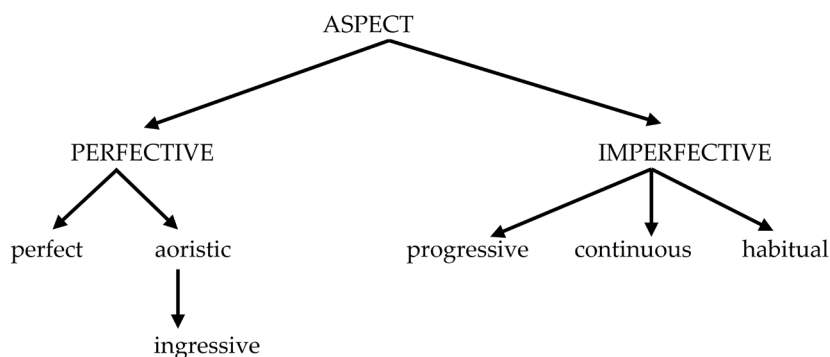 ASPECT
PERFECTIVE IMPERFECTIVE
perfect aoristic progressive continuous habitual
ingressive